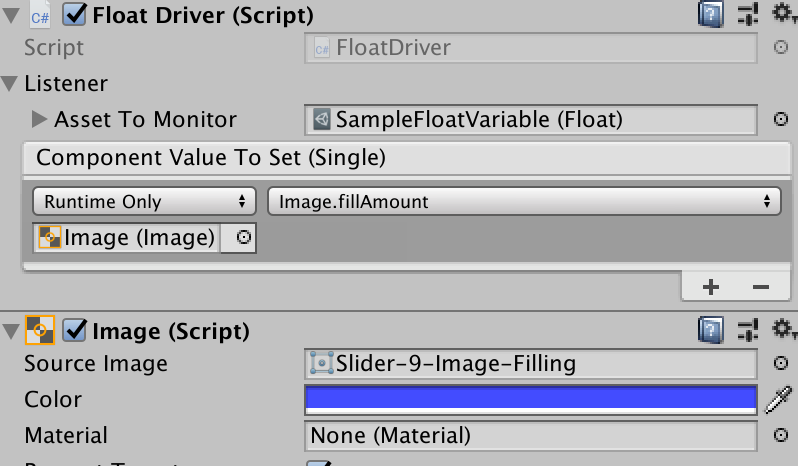 Float Driver (Script)
Script
FloatDriver
Listener
Asset To Monitor
SampleFloatVariable (Float)
Component Value To Set (Single)
Runtime Only
Image.fillAmount
Image (Image)
Image (Script)
Source Image
Slider-9-Image-Filling
Color
Material
None (Material)